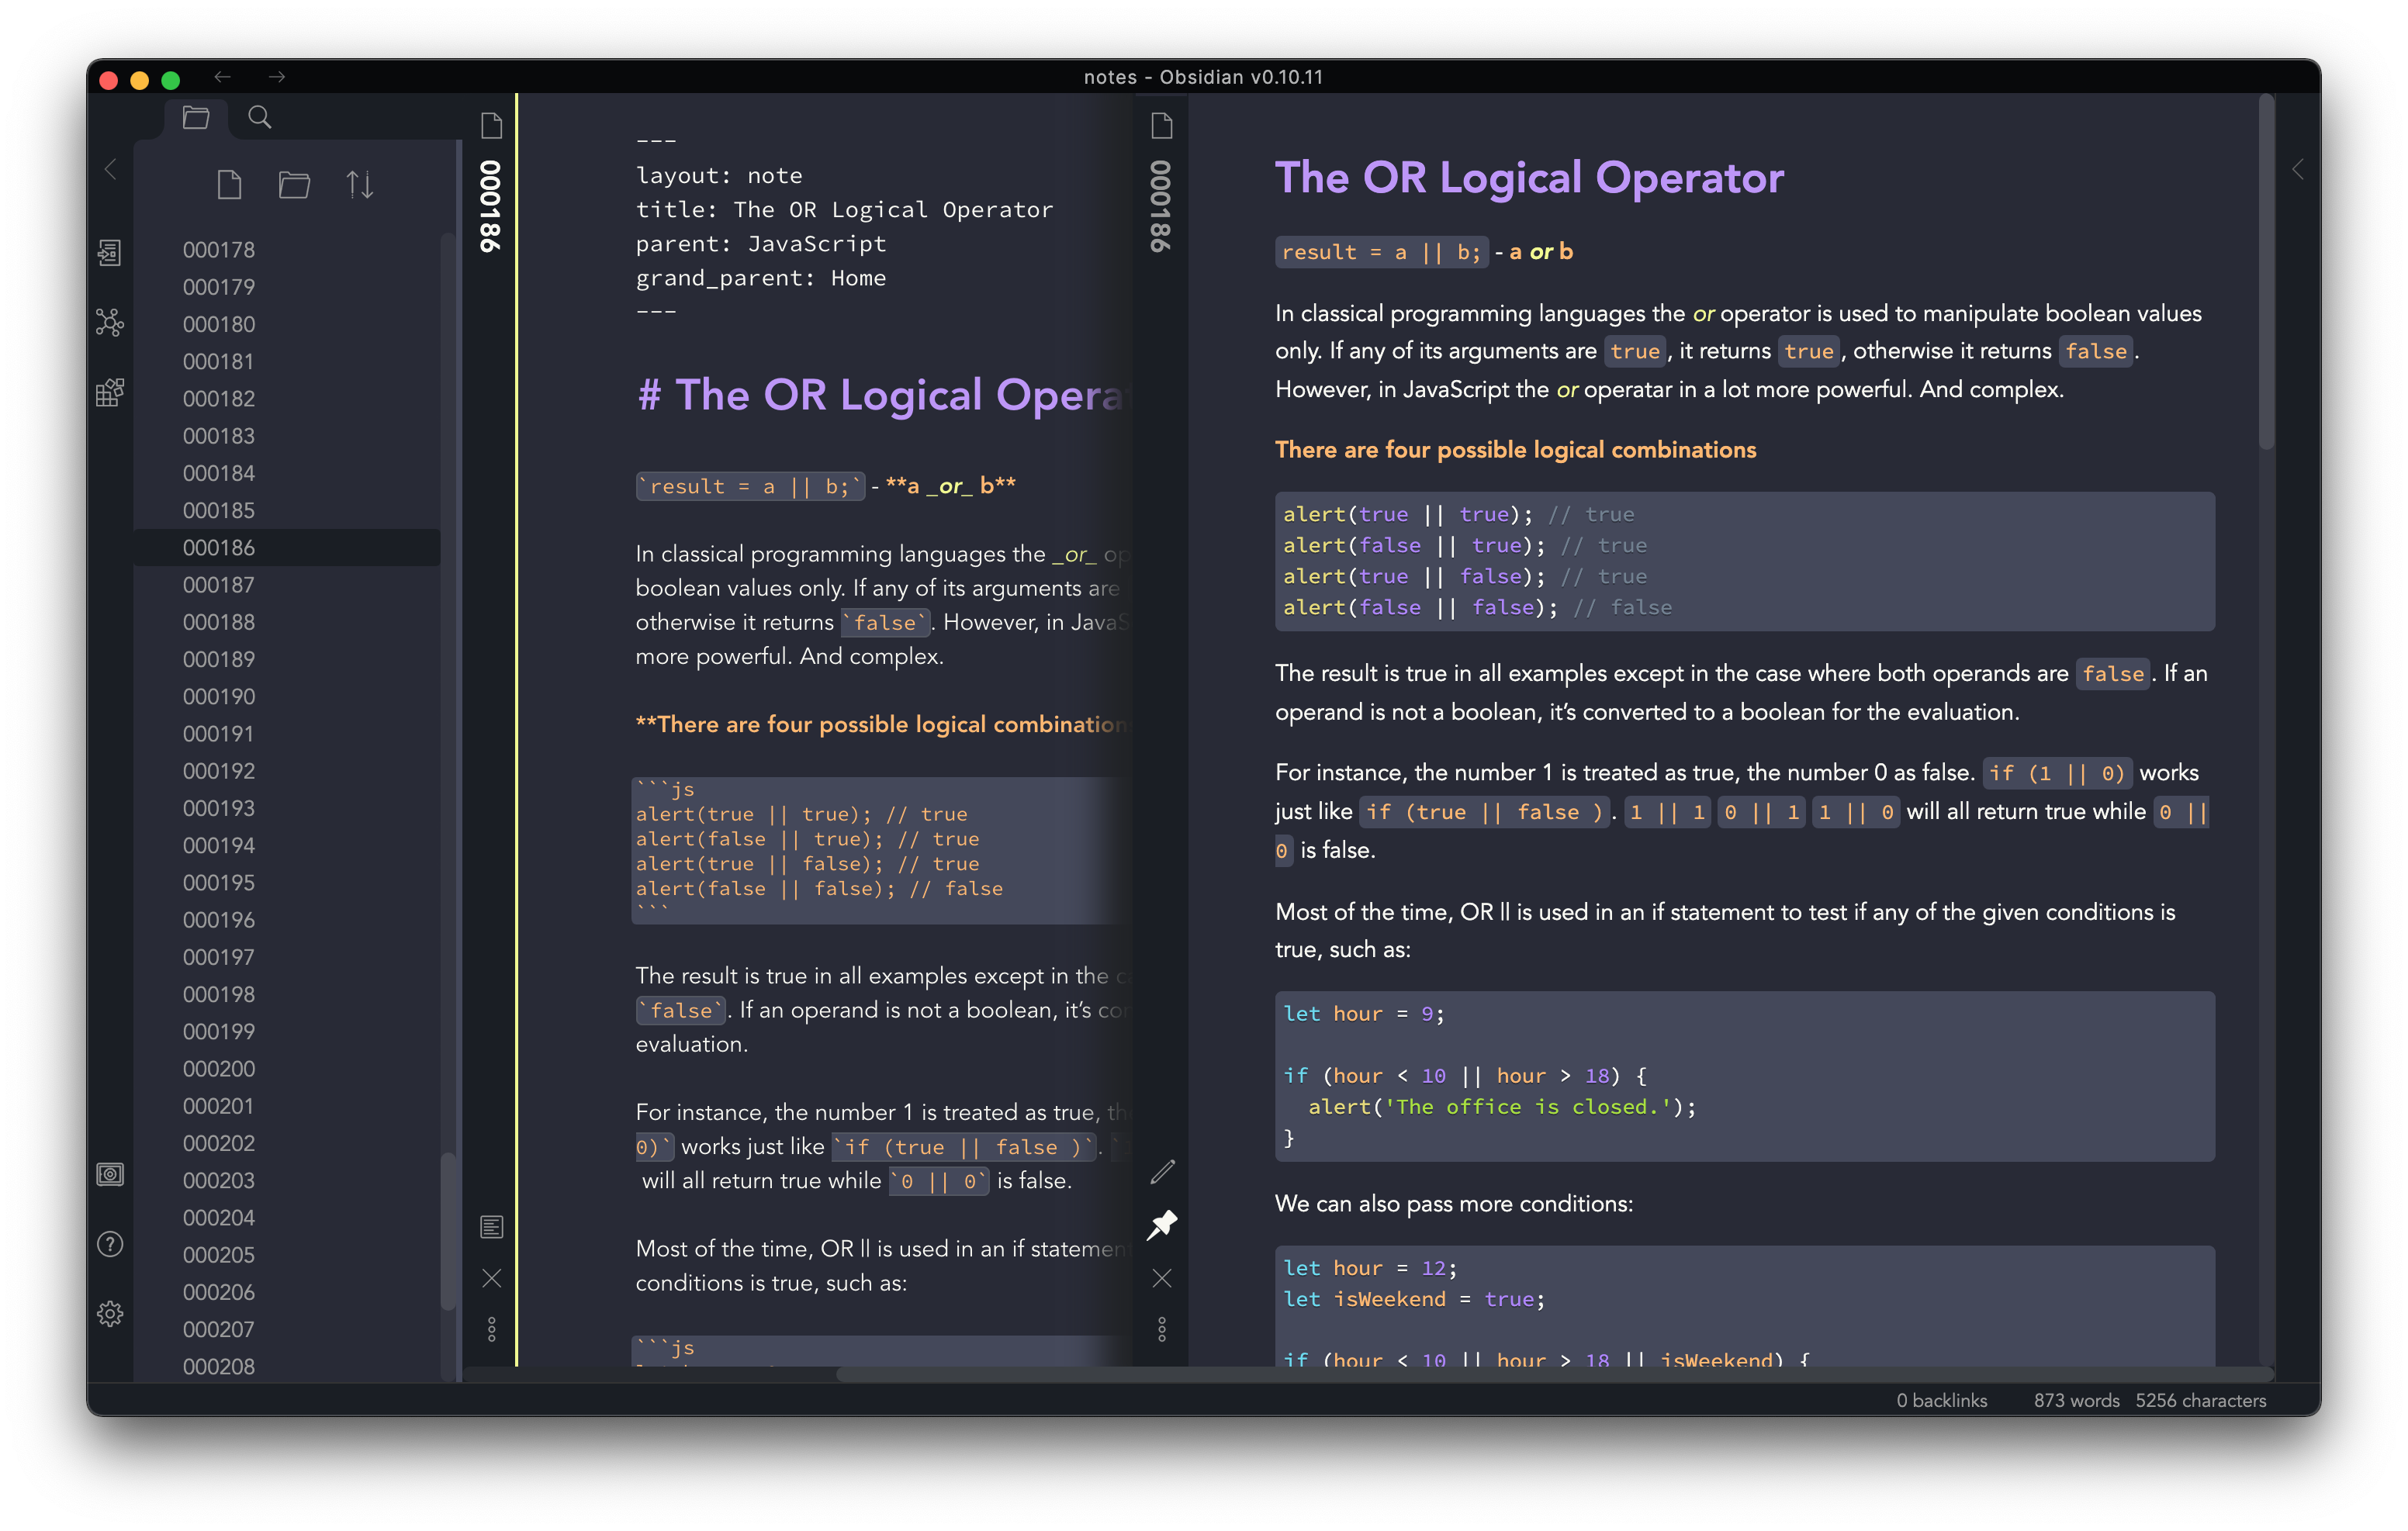 notes - Obsidian v0.10.11
000178
000179
000180
000181
000182
000183
000184
000185
000186
000187
000188
000189
000190
000191
000192
000193
000194
000195
000196
000197
000198
000199
000200
000201
000202
000203
000204
000205
000206
000207
000208
000186
---
layout: note
title: The OR Logical Operator
parent: JavaScript
grand_parent: Home
---
# The OR Logical Opera
`result = a || b;` - **a _or_ b**
In classical programming languages the _or_ op
boolean values only. If any of its arguments are
otherwise it returns `false`. However, in JavaS
more powerful. And complex.
**There are four possible logical combination
```js
alert(true || true); // true
alert(false || true); // true
alert(true || false); // true
alert(false || false); // false
```
The result is true in all examples except in the c
`false`. If an operand is not a boolean, it’s con
evaluation.
For instance, the number 1 is treated as true, th
0)` works just like `if (true || false )`. `
will all return true while `0 || 0` is false.
Most of the time, OR || is used in an if statemen
conditions is true, such as:
```js
000186
The OR Logical Operator
result = a || b; - a or b
In classical programming languages the or operator is used to manipulate boolean values
only. If any of its arguments are true, it returns true, otherwise it returns false.
However, in JavaScript the or operatar in a lot more powerful. And complex.
There are four possible logical combinations
alert(true || true); // true
alert(false || true); // true
alert(true || false); // true
alert(false || false); // false
The result is true in all examples except in the case where both operands are false. If an
operand is not a boolean, it’s converted to a boolean for the evaluation.
For instance, the number 1 is treated as true, the number 0 as false. if (1 || 0) works
just like if (true || false ). 1 || 1 0 || 1 1 || 0 will all return true while 0 ||
0 is false.
Most of the time, OR || is used in an if statement to test if any of the given conditions is
true, such as:
let hour = 9;
if (hour < 10 || hour > 18) {
alert('The office is closed.');
}
We can also pass more conditions:
let hour = 12;
let isWeekend = true;
if (hour < 10 || hour > 18 || isWeekend) {
0 backlinks 873 words 5256 characters